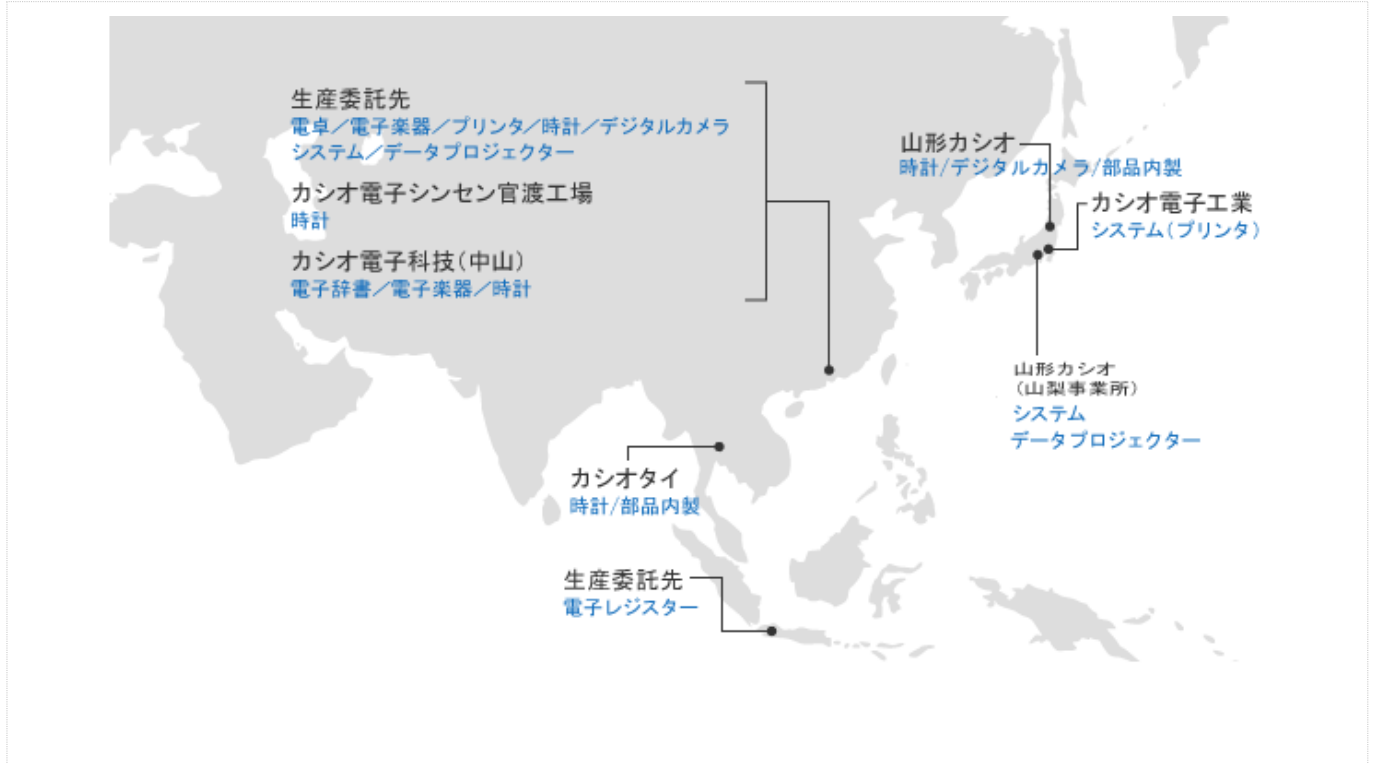 生産委託先
電卓／電子楽器／プリンタ／時計／デジタルカメラ
システム／データプロジェクター
カシオ電子シンセン官渡工場
時計
カシオ電子科技(中山)
電子辞書／電子楽器／時計
山形カシオ
時計/デジタルカメラ/部品内製
カシオ電子工業
システム(プリンタ)
山形カシオ
(山梨事業所)
システム
データプロジェクター
カシオタイ
時計/部品内製
生産委託先
電子レジスター